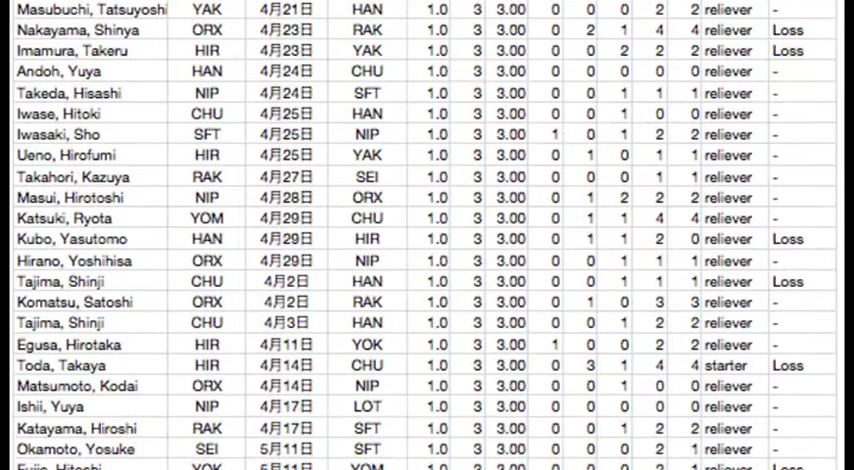 Masubuchi, Tatsuyoshi YAK 4月21日 HAN 1.0 3 3.00 0 0 0 2 2 reliever -
Nakayama, Shinya ORX 4月23日 RAK 1.0 3 3.00 0 2 1 4 4 reliever Loss
Imamura, Takeru HIR 4月23日 YAK 1.0 3 3.00 0 0 2 2 2 reliever Loss
Andoh, Yuya HAN 4月24日 CHU 1.0 3 3.00 0 0 0 0 0 reliever -
Takeda, Hisashi NIP 4月24日 SFT 1.0 3 3.00 0 0 1 1 1 reliever -
Iwase, Hitoki CHU 4月25日 HAN 1.0 3 3.00 0 0 1 0 0 reliever -
Iwasaki, Sho SFT 4月25日 NIP 1.0 3 3.00 1 0 1 2 2 reliever -
Ueno, Hirofumi HIR 4月25日 YAK 1.0 3 3.00 0 1 0 1 1 reliever -
Takahori, Kazuya RAK 4月27日 SEI 1.0 3 3.00 0 0 0 1 1 reliever -
Masui, Hirotoshi NIP 4月28日 ORX 1.0 3 3.00 0 1 2 2 2 reliever -
Katsuki, Ryota YOM 4月29日 CHU 1.0 3 3.00 0 1 1 4 4 reliever -
Kubo, Yasutomo HAN 4月29日 HIR 1.0 3 3.00 0 1 1 2 0 reliever Loss
Hirano, Yoshihisa ORX 4月29日 NIP 1.0 3 3.00 0 0 1 1 1 reliever -
Tajima, Shinji CHU 4月2日 HAN 1.0 3 3.00 0 0 1 1 1 reliever Loss
Komatsu, Satoshi ORX 4月2日 RAK 1.0 3 3.00 0 1 0 3 3 reliever -
Tajima, Shinji CHU 4月3日 HAN 1.0 3 3.00 0 0 1 2 2 reliever -
Egusa, Hirotaka HIR 4月11日 YOK 1.0 3 3.00 1 0 0 2 2 reliever -
Toda, Takaya HIR 4月14日 CHU 1.0 3 3.00 0 3 1 4 4 starter Loss
Matsumoto, Kodai ORX 4月14日 NIP 1.0 3 3.00 0 0 1 0 0 reliever -
Ishii, Yuya NIP 4月17日 LOT 1.0 3 3.00 0 0 0 0 0 reliever -
Katayama, Hiroshi RAK 4月17日 SFT 1.0 3 3.00 0 0 1 2 2 reliever -
Okamoto, Yosuke SEI 5月11日 SFT 1.0 3 3.00 0 0 0 2 1 reliever -
Fujie, Hitoshi YOK 5月11日 YOM 1.0 3 3.00 0 0 0 2 1 reliever Loss